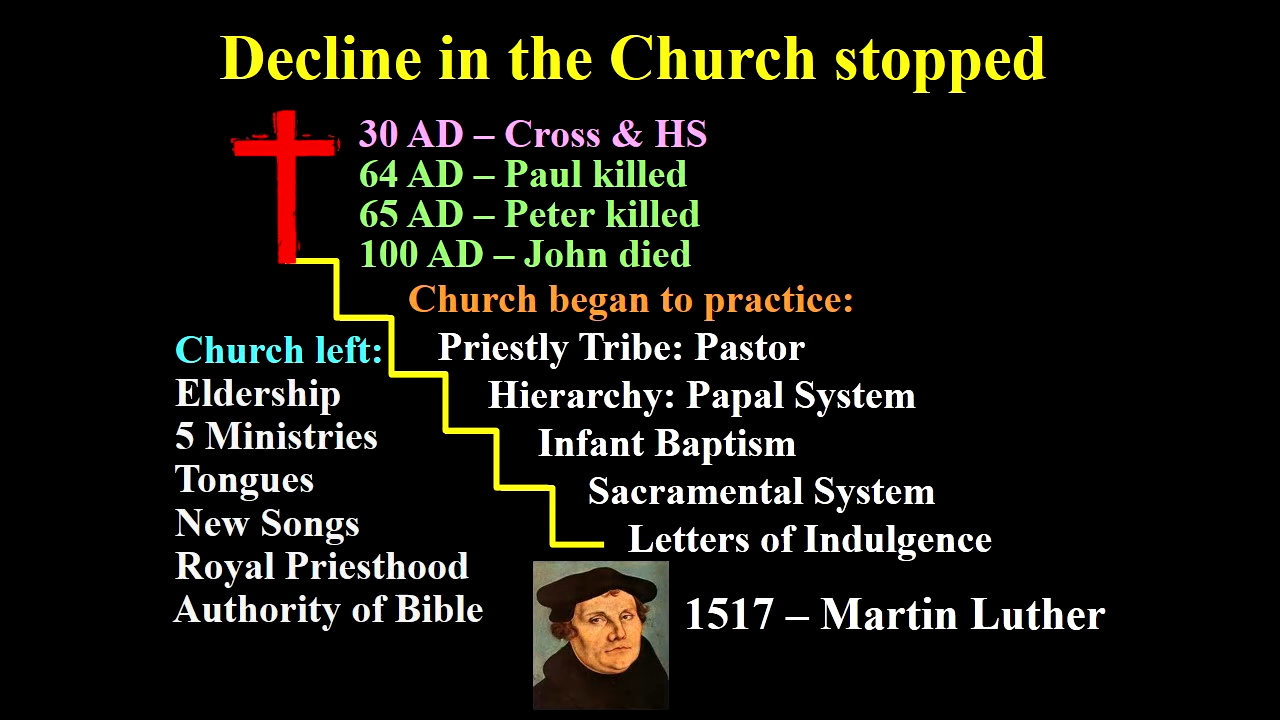 Decline in the Church stopped
30 AD – Cross & HS
64 AD – Paul killed
65 AD – Peter killed
100 AD – John died
Church began to practice:
Priestly Tribe: Pastor
Hierarchy: Papal System
Infant Baptism
Sacramental System
Letters of Indulgence
Church left:
Eldership
5 Ministries
Tongues
New Songs
Royal Priesthood
Authority of Bible
1517 – Martin Luther